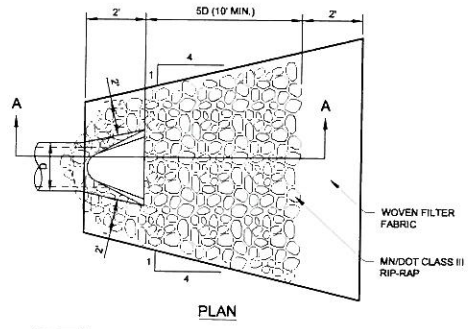 2' 5D (10' MIN.) 2'
4
1
2'
A A
D
2'
1
4
WOVEN FILTER
FABRIC
MN/DOT CLASS III
RIP-RAP
PLAN